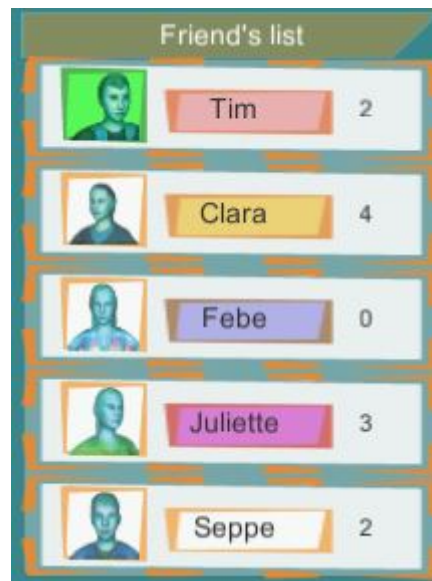 Friend's list
Tim 2
Clara 4
Febe 0
Juliette 3
Seppe 2